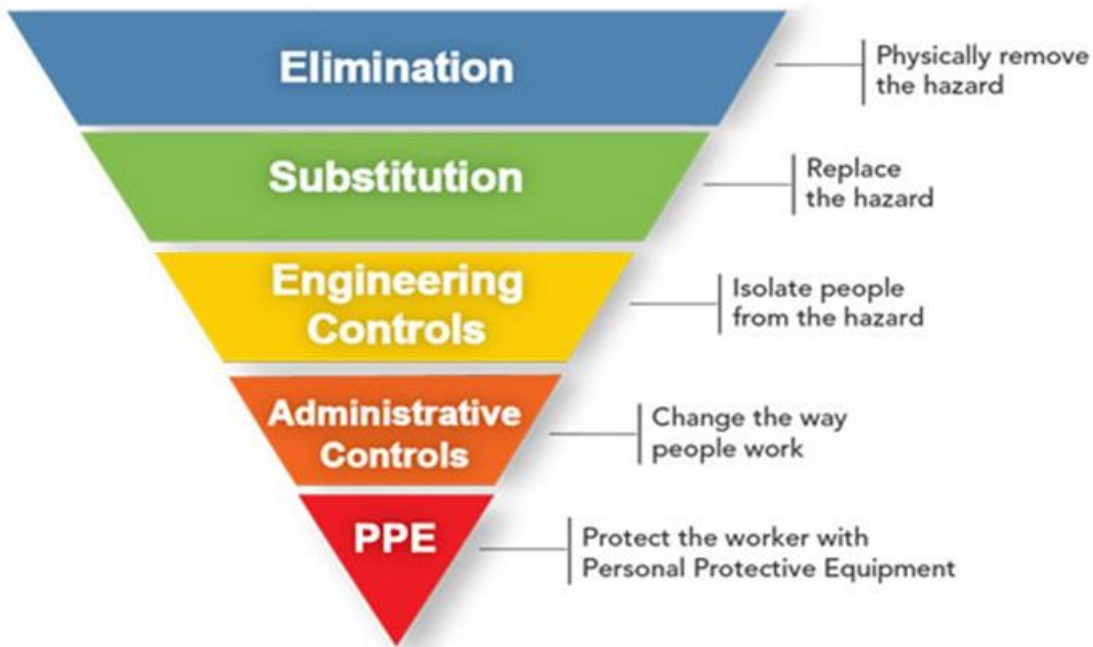 Elimination
Physically remove
the hazard
Substitution
Replace
the hazard
Engineering
Controls
Isolate people
from the hazard
Administrative
Controls
Change the way
people work
PPE
Protect the worker with
Personal Protective Equipment